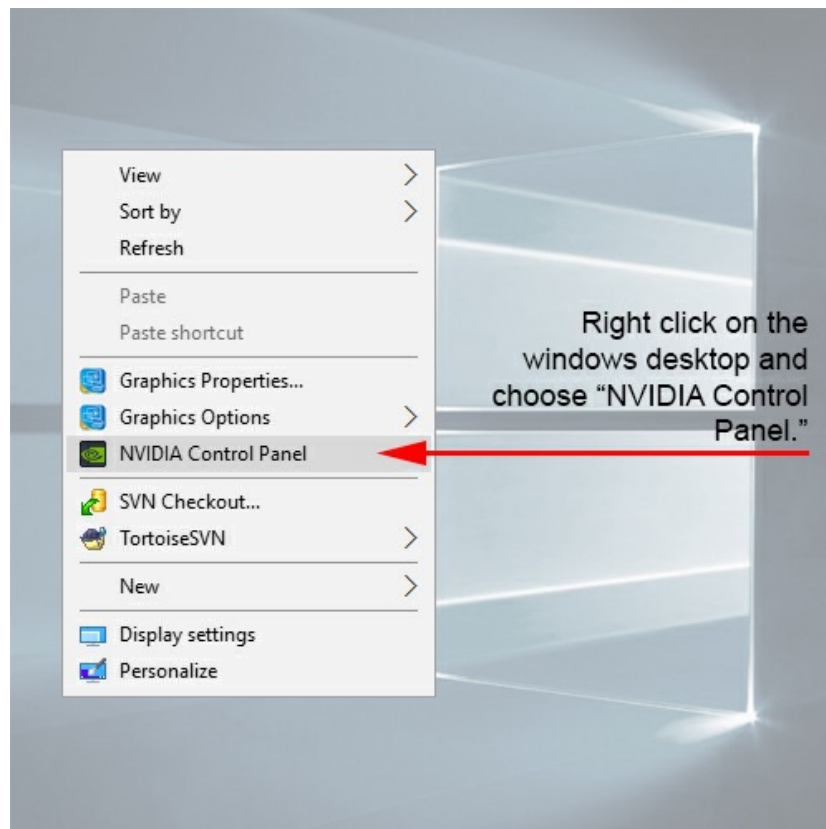 View
Sort by
Refresh
Paste
Paste shortcut
Graphics Properties...
Graphics Options
NVIDIA Control Panel
SVN Checkout...
TortoiseSVN
New
Display settings
Personalize
Right click on the
windows desktop and
choose “NVIDIA Control
Panel.”